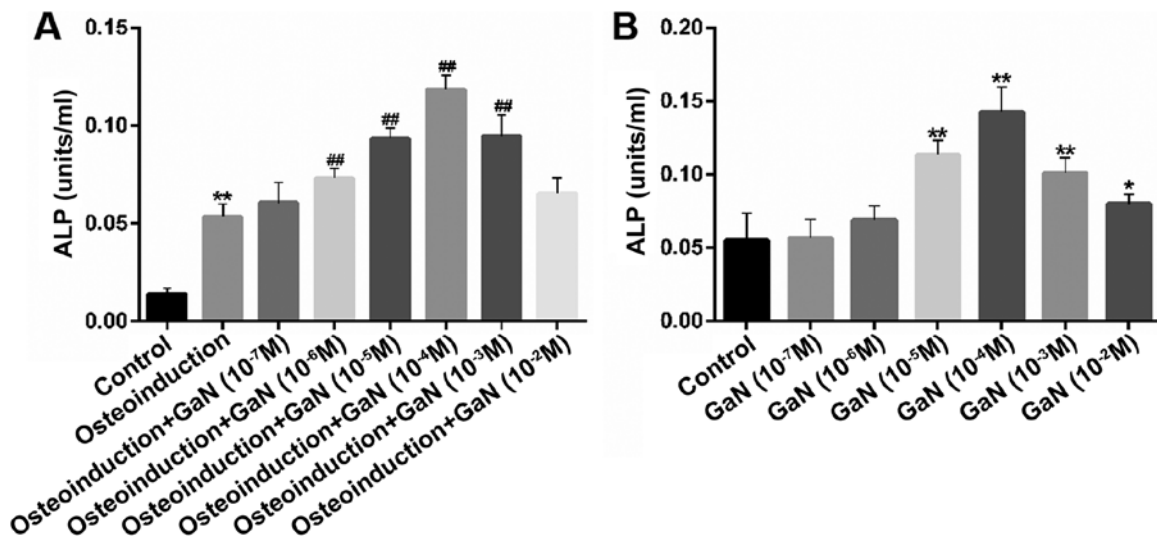 A
ALP (units/ml)
0.15
0.10
0.05
0.00
**
##
##
##
##
Control
Osteoinduction
Osteoinduction+GaN (10⁻⁷M)
Osteoinduction+GaN (10⁻⁶M)
Osteoinduction+GaN (10⁻⁵M)
Osteoinduction+GaN (10⁻⁴M)
Osteoinduction+GaN (10⁻³M)
Osteoinduction+GaN (10⁻²M)
B
ALP (units/ml)
0.20
0.15
0.10
0.05
0.00
**
**
**
*
Control
GaN (10⁻⁷M)
GaN (10⁻⁶M)
GaN (10⁻⁵M)
GaN (10⁻⁴M)
GaN (10⁻³M)
GaN (10⁻²M)